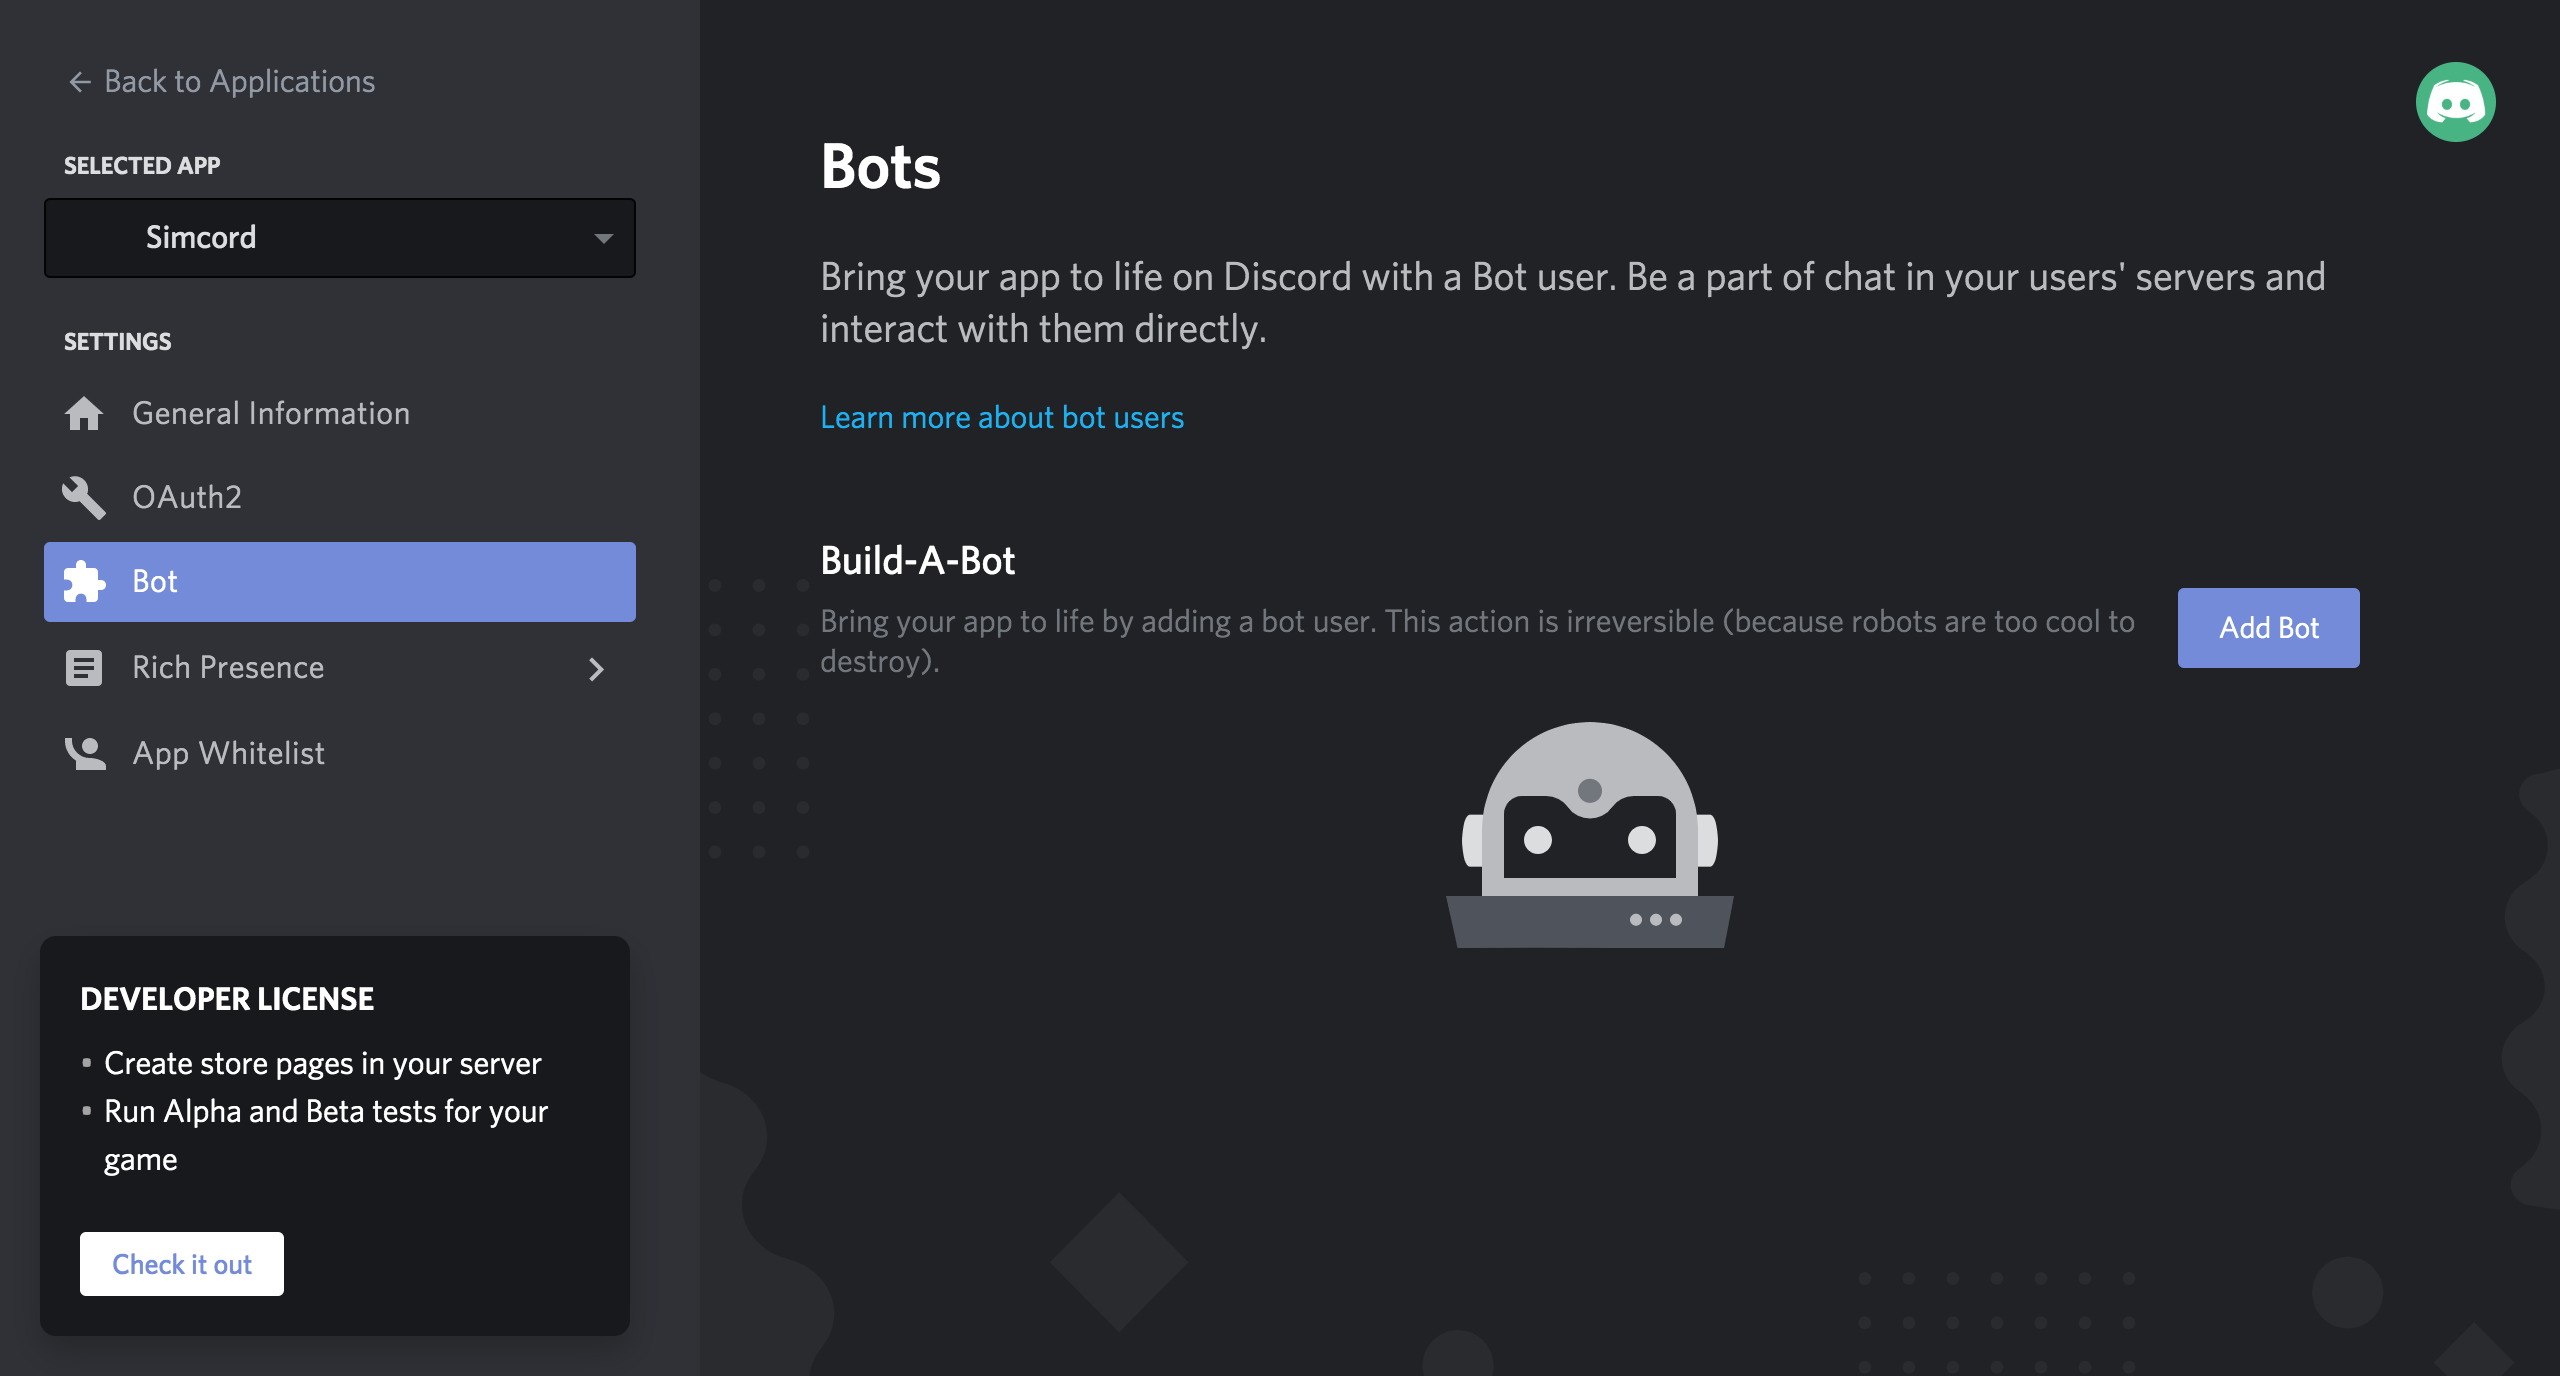 Back to Applications
SELECTED APP
Simcord
SETTINGS
General Information
OAuth2
Bot
Rich Presence
App Whitelist
DEVELOPER LICENSE
Create store pages in your server
Run Alpha and Beta tests for your
game
Check it out
Bots
Bring your app to life on Discord with a Bot user. Be a part of chat in your users' servers and
interact with them directly.
Learn more about bot users
Build-A-Bot
Bring your app to life by adding a bot user. This action is irreversible (because robots are too cool to
destroy).
Add Bot